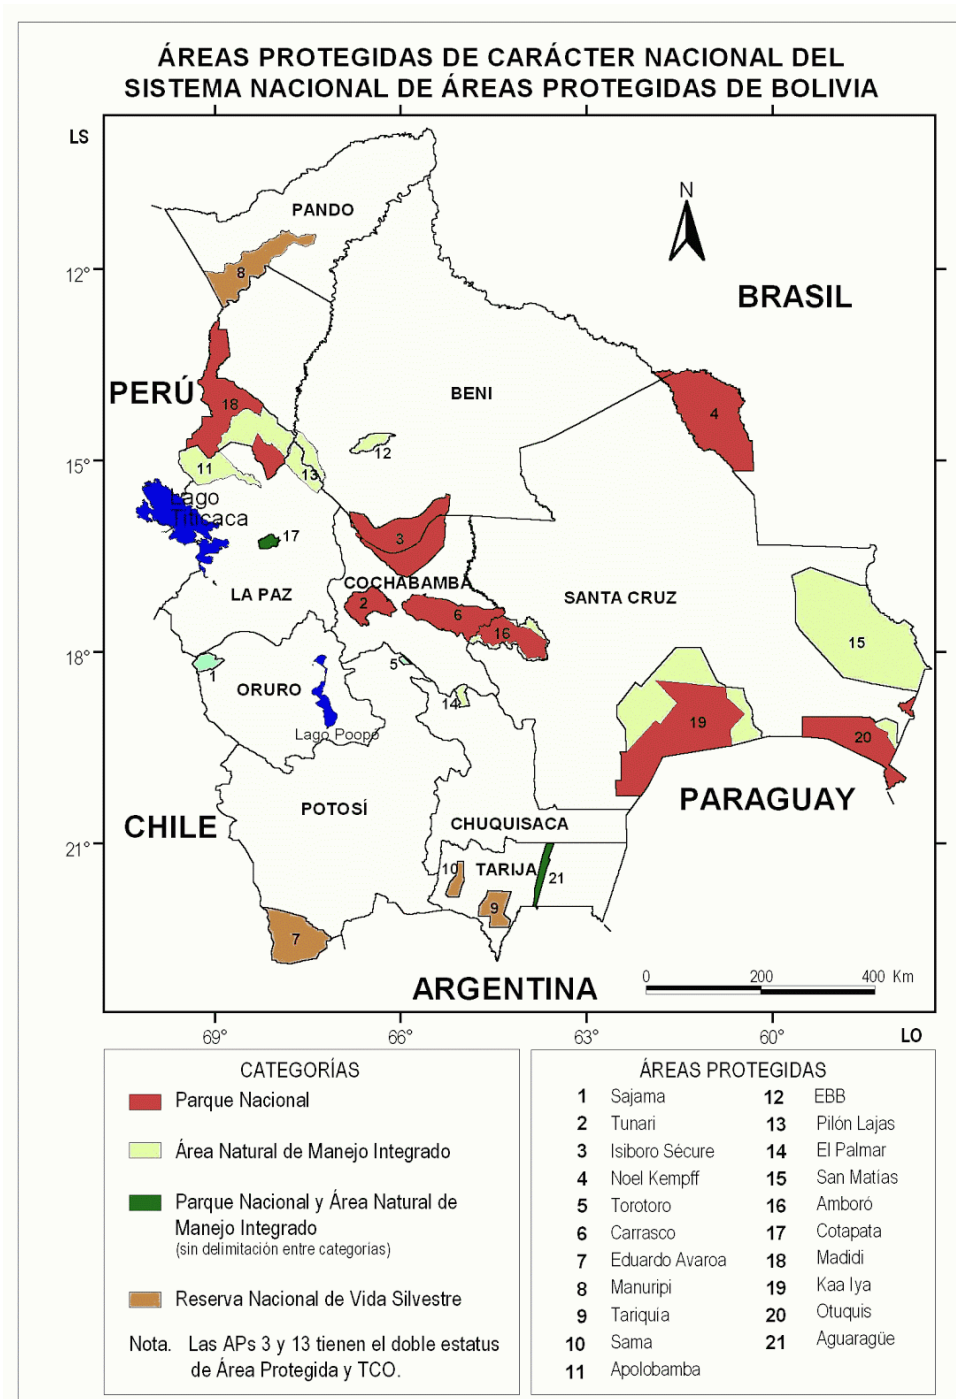 ÁREAS PROTEGIDAS DE CARÁCTER NACIONAL DEL
SISTEMA NACIONAL DE ÁREAS PROTEGIDAS DE BOLIVIA
LS
N
PANDO
8
12°
BRASIL
PERÚ
BENI
18
4
12
15°
11
13
Lago
Titicaca
17
3
COCHABAMBA
LA PAZ
2
SANTA CRUZ
6
16
15
18°
5
1
ORURO
14
19
20
Lago Poopó
POTOSÍ
PARAGUAY
CHILE
CHUQUISACA
21°
10
TARIJA
21
9
7
ARGENTINA
0 200 400 Km
69° 66° 63° 60° LO
CATEGORÍAS
Parque Nacional
Área Natural de Manejo Integrado
Parque Nacional y Área Natural de
Manejo Integrado
(sin delimitación entre categorías)
Reserva Nacional de Vida Silvestre
Nota. Las APs 3 y 13 tienen el doble estatus
de Área Protegida y TCO.
ÁREAS PROTEGIDAS
1 Sajama
2 Tunari
3 Isiboro Sécure
4 Noel Kempff
5 Torotoro
6 Carrasco
7 Eduardo Avaroa
8 Manuripi
9 Tariquía
10 Sama
11 Apolobamba
12 EBB
13 Pilón Lajas
14 El Palmar
15 San Matías
16 Amboró
17 Cotapata
18 Madidi
19 Kaa Iya
20 Otuquis
21 Aguaragüe